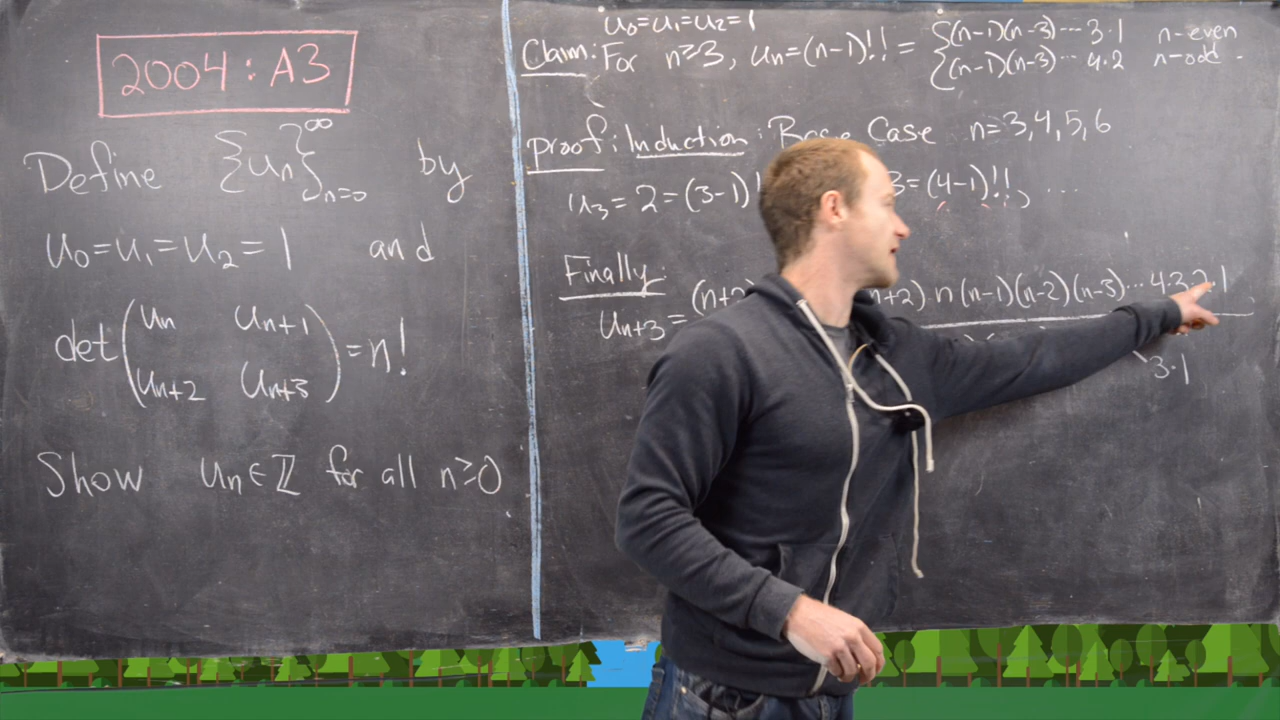 2004: A3
Define {uₙ}ₙ₌₀^∞ by
u₀=u₁=u₂=1 and
det(uₙ uₙ₊₁
uₙ₊₂ uₙ₊₃)=n!
Show uₙ∈ℤ for all n≥0
u₀=u₁=u₂=1
Claim: For n≥3, uₙ=(n-1)!!= {(n-1)(n-3)⋯3·1 n-even
{(n-1)(n-3)⋯4·2 n-odd.
proof: Induction: Base Case n=3,4,5,6
u₃=2=(3-1)! 3=(4-1)!!, ...
Finally:
uₙ₊₃= (n+2) n+2) n(n-1)(n-2)(n-3)⋯4·3·2·1
3·1